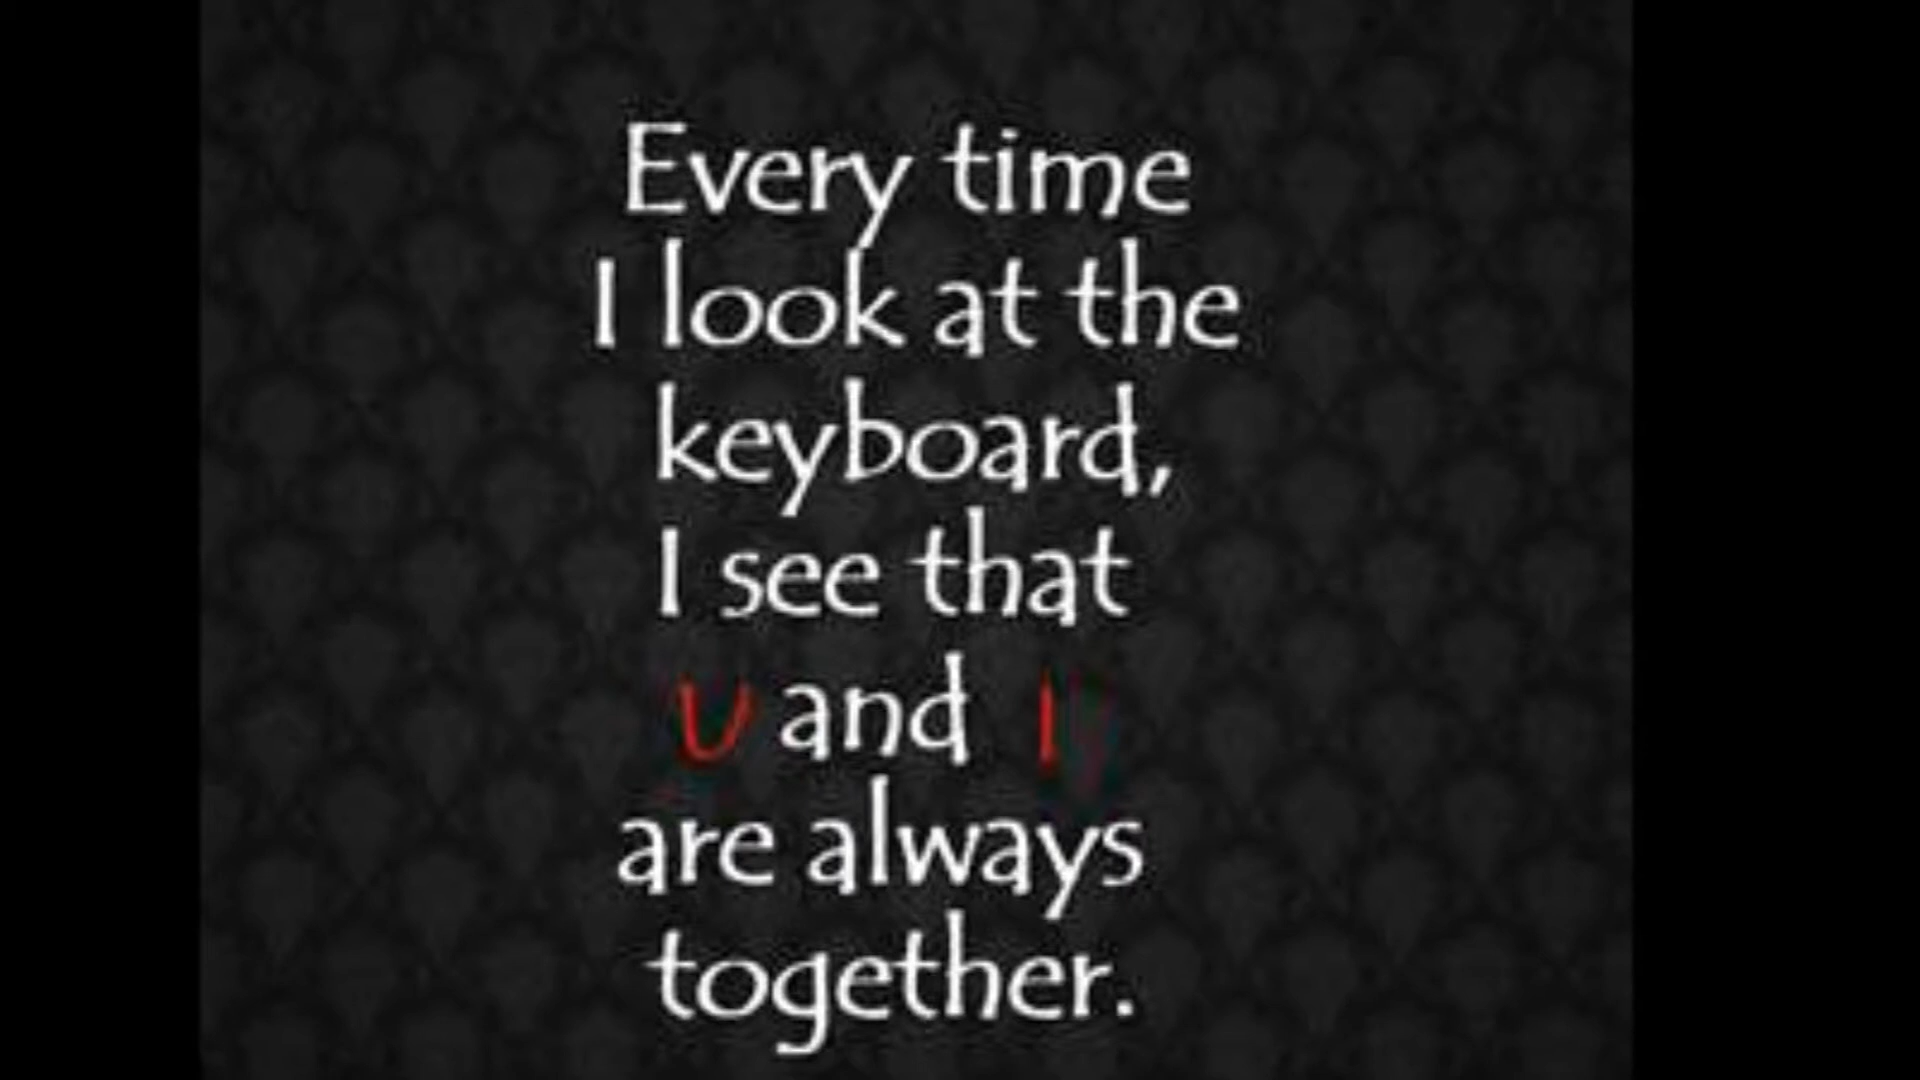 Every time
I look at the
keyboard,
I see that
U and I
are always
together.